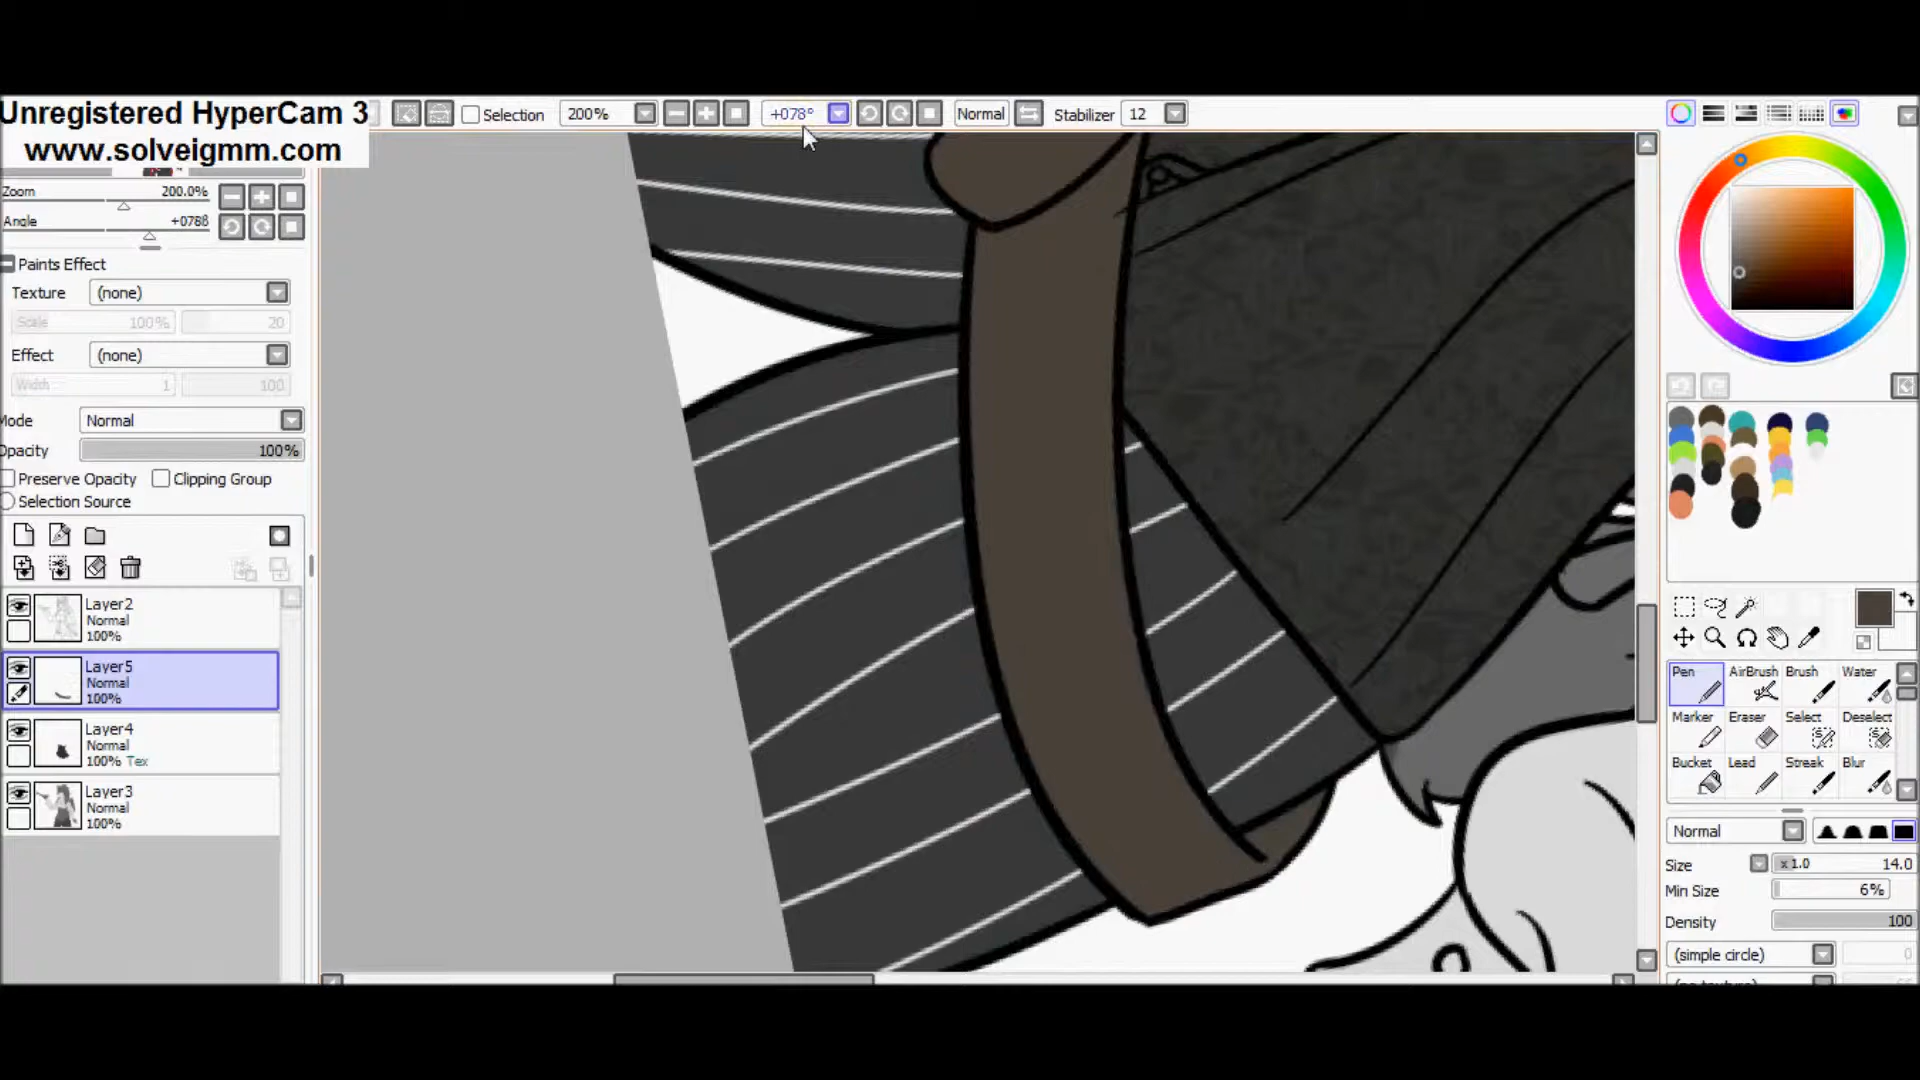 Unregistered HyperCam 3
www.solveigmm.com
Selection
200%
+078°
Normal
Stabilizer 12
Zoom 200.0%
Angle +078ß
Paints Effect
Texture (none)
Scale 100% 20
Effect (none)
Width 1 100
Mode Normal
Opacity 100%
Preserve Opacity Clipping Group
Selection Source
Layer2
Normal
100%
Layer5
Normal
100%
Layer4
Normal
100% Tex
Layer3
Normal
100%
Pen AirBrush Brush Water
Marker Eraser Select Deselect
Bucket Lead Streak Blur
Normal
Size x1.0 14.0
Min Size 6%
Density 100
(simple circle) 0